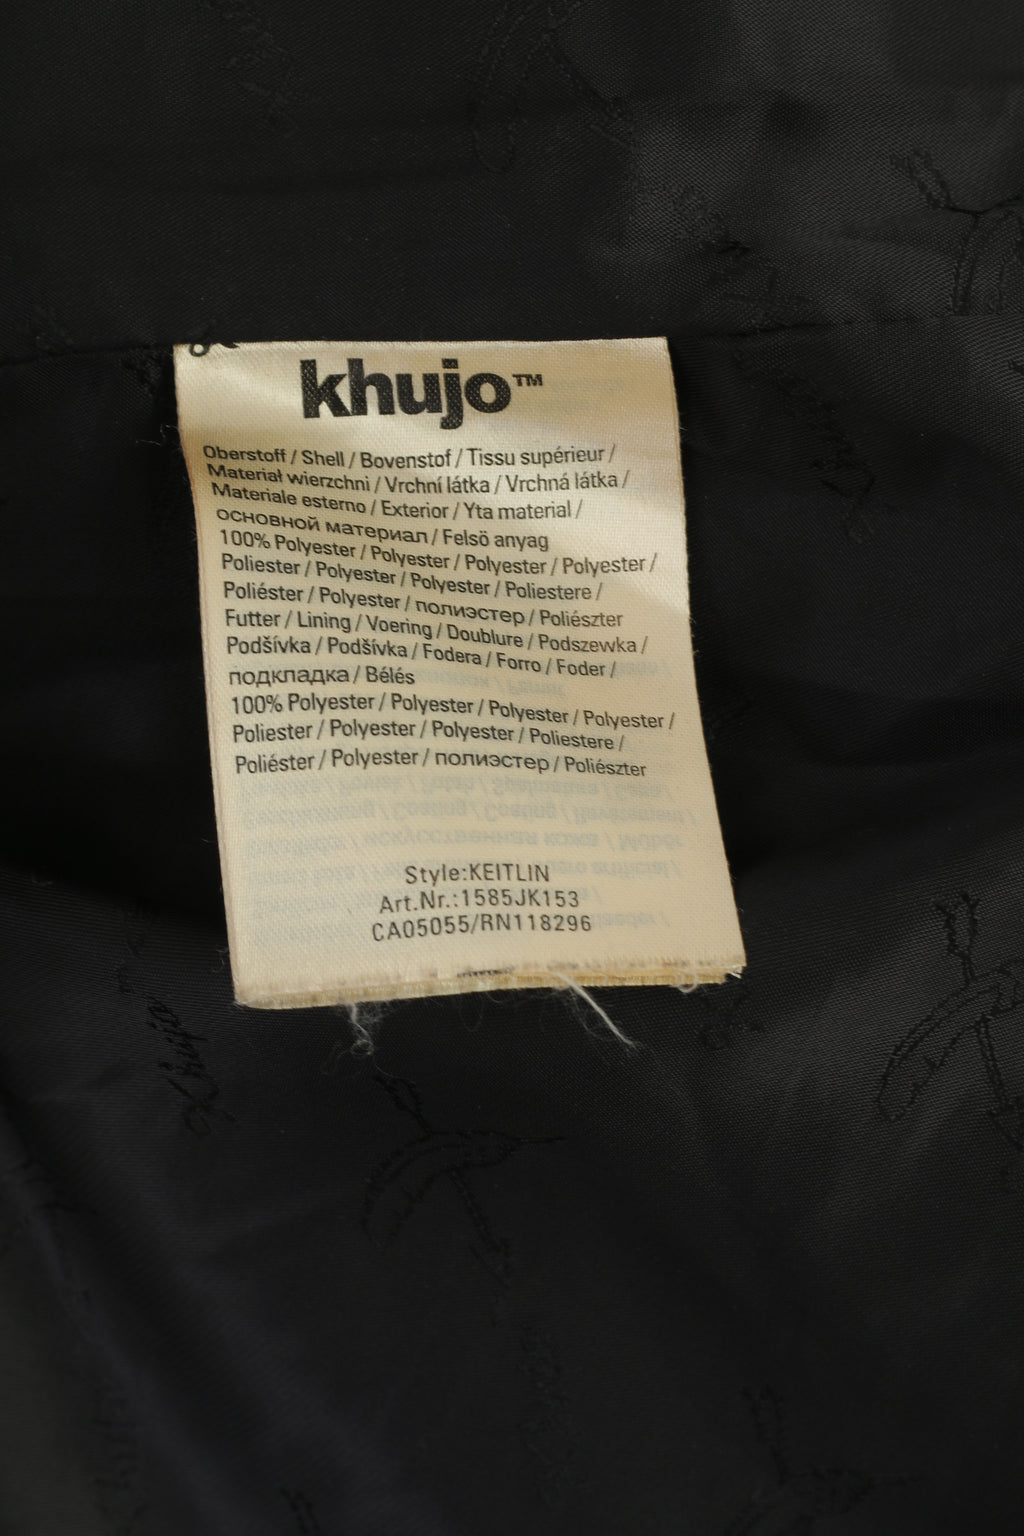 khujo™
Oberstoff / Shell / Bovenstof / Tissu supérieur /
Materiał wierzchni / Vrchní látka / Vrchná látka /
Materiale esterno / Exterior / Yta material /
основной материал / Felsö anyag
100% Polyester / Polyester / Polyester / Polyester /
Poliester / Polyester / Polyester / Poliestere /
Poliéster / Polyester / полиэстер / Poliészter
Futter / Lining / Voering / Doublure / Podszewka /
Podšívka / Podšívka / Fodera / Forro / Foder /
подкладка / Bélés
100% Polyester / Polyester / Polyester / Polyester /
Poliester / Polyester / Polyester / Poliestere /
Poliéster / Polyester / полиэстер / Poliészter
Style:KEITLIN
Art.Nr.:1585JK153
CA05055/RN118296
Khujo